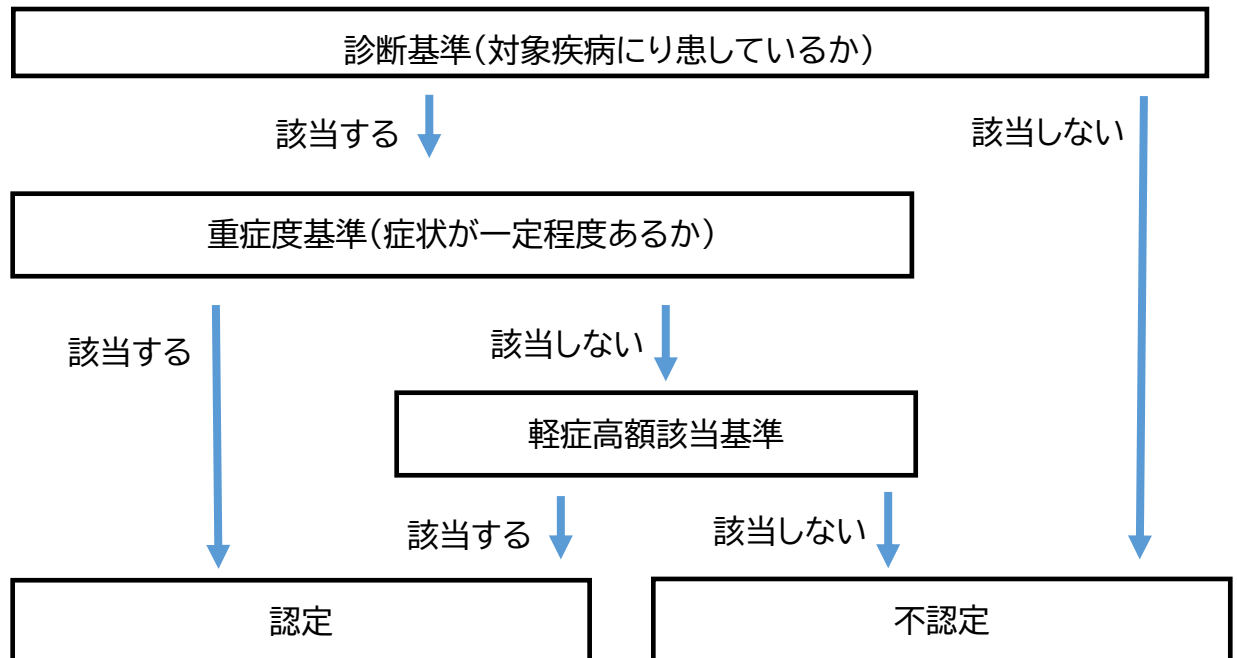 診断基準(対象疾病にり患しているか)
該当する
該当しない
重症度基準(症状が一定程度あるか)
該当する
該当しない
軽症高額該当基準
該当する
該当しない
認定
不認定